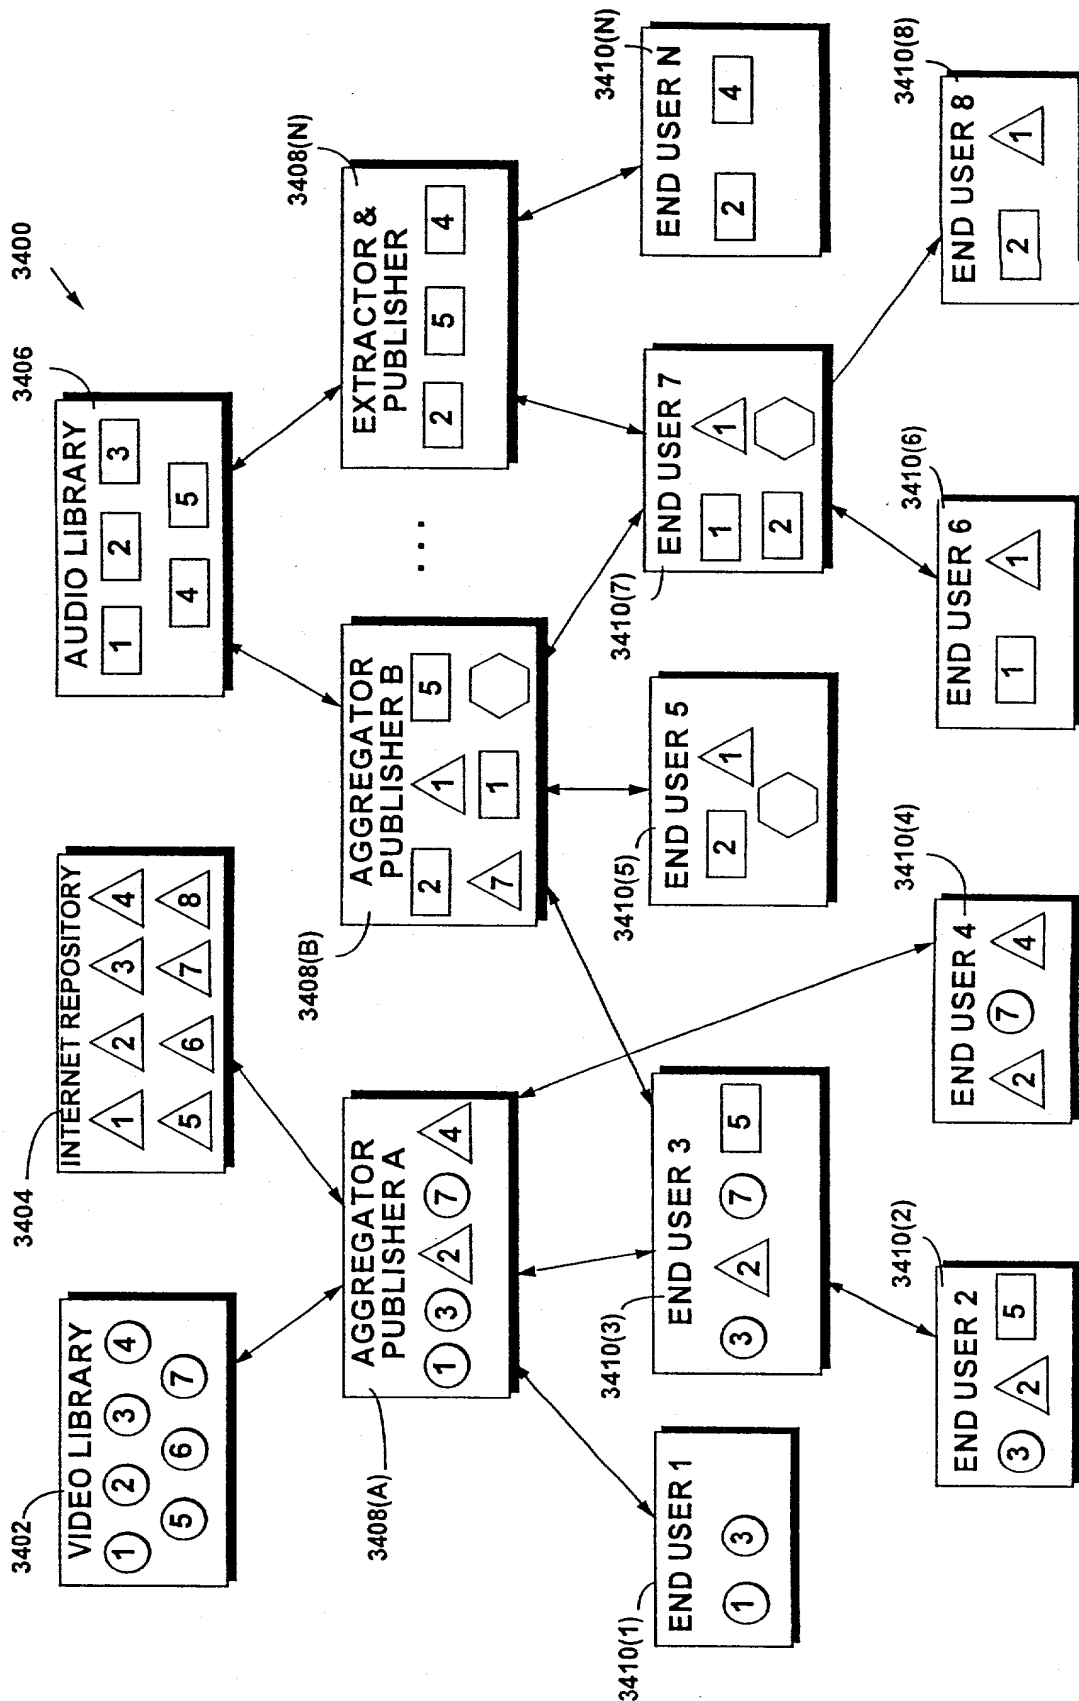 3400
3402
VIDEO LIBRARY
1 2 3 4
5 6 7
3404
INTERNET REPOSITORY
1 2 3 4
5 6 7 8
3406
AUDIO LIBRARY
1 2 3
4 5
3408(A)
AGGREGATOR
PUBLISHER A
1 3 2 7 4
3408(B)
AGGREGATOR
PUBLISHER B
2 1 5
7 1
...
3408(N)
EXTRACTOR &
PUBLISHER
2 5 4
3410(1)
END USER 1
1 3
3410(3)
END USER 3
3 2 7 5
3410(5)
END USER 5
2 1
3410(7)
END USER 7
1 1
2
3410(N)
END USER N
2 4
3410(2)
END USER 2
3 2 5
3410(4)
END USER 4
2 7 4
3410(6)
END USER 6
1 1
3410(8)
END USER 8
2 1